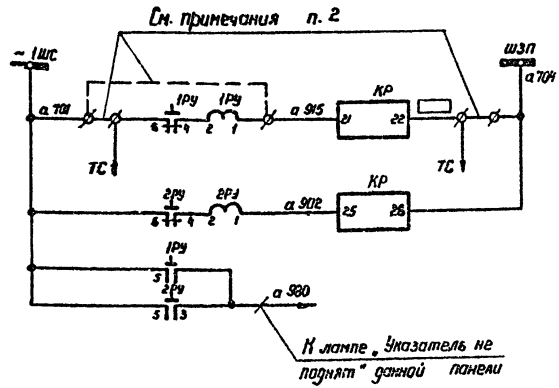 См. примечания п. 2
~ 1ШС
ШЗП
а 701
1РУ 1РУ
а 915
КР
а 704
6 4 2 1
21 22
ТС
ТС
2РУ 2РЭ
а 902
КР
6 4 2 1
25 26
1РУ
5
2РУ
а 980
5 3
К лампе „Указатель не
поднят" данной панели